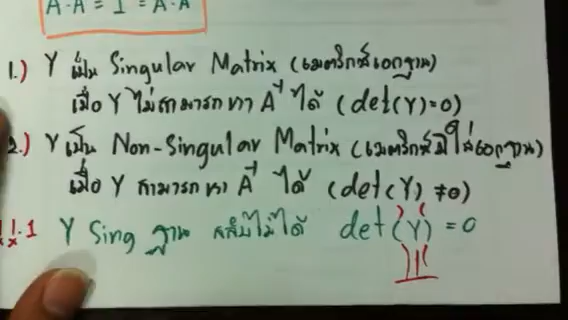 A·A = I = A·A
1.) Y เป็น Singular Matrix (เมตริกซ์เอกฐาน)
เมื่อ Y ไม่สามารถหา A⁻¹ ได้ (det(Y)=0)
2.) Y เป็น Non-Singular Matrix (เมตริกซ์มิใช่เอกฐาน)
เมื่อ Y สามารถหา A⁻¹ ได้ (det(Y) ≠0)
1.1 Y Sing ฐาน กลับไม่ได้ det(Y) = 0